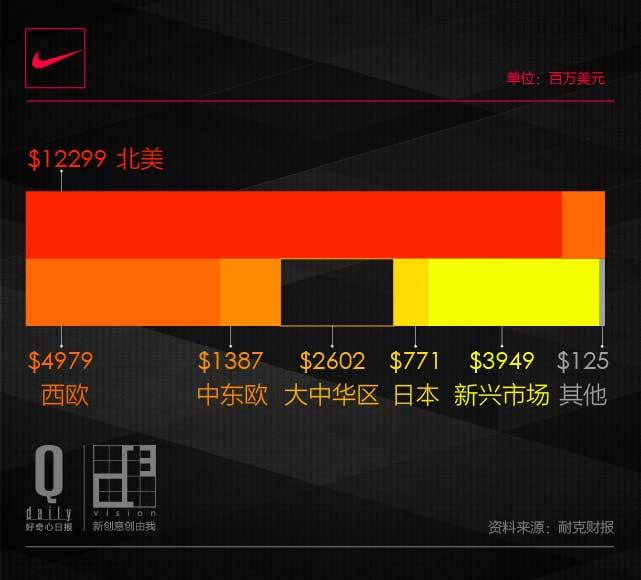 单位：百万美元
$12299 北美
$4979 $1387 $2602 $771 $3949 $125
西欧 中东欧 大中华区 日本 新兴市场 其他
Q
daily
好奇心日报
d3
vision
新创意创由我
资料来源：耐克财报